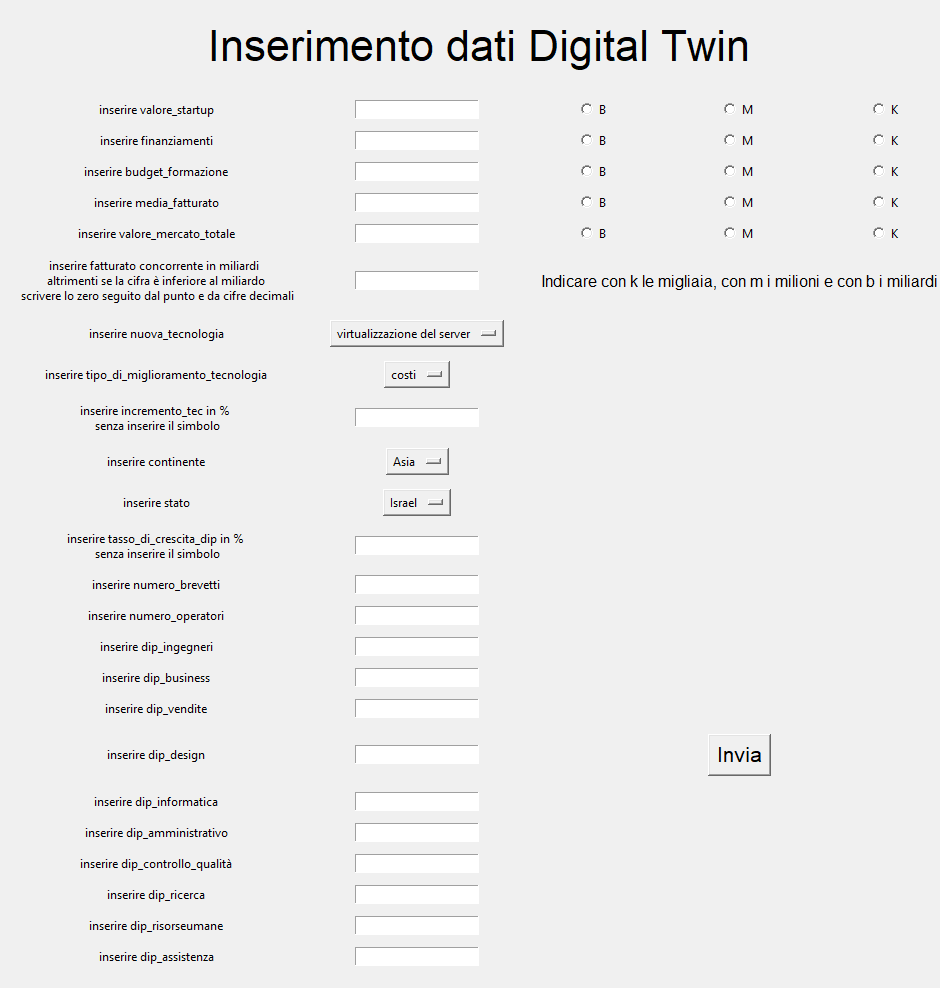 Inserimento dati Digital Twin
inserire valore_startup B M K
inserire finanziamenti B M K
inserire budget_formazione B M K
inserire media_fatturato B M K
inserire valore_mercato_totale B M K
inserire fatturato concorrente in miliardi
altrimenti se la cifra è inferiore al miliardo
scrivere lo zero seguito dal punto e da cifre decimali
Indicare con k le migliaia, con m i milioni e con b i miliardi
inserire nuova_tecnologia virtualizzazione del server
inserire tipo_di_miglioramento_tecnologia costi
inserire incremento_tec in %
senza inserire il simbolo
inserire continente Asia
inserire stato Israel
inserire tasso_di_crescita_dip in %
senza inserire il simbolo
inserire numero_brevetti
inserire numero_operatori
inserire dip_ingegneri
inserire dip_business
inserire dip_vendite
inserire dip_design Invia
inserire dip_informatica
inserire dip_amministrativo
inserire dip_controllo_qualità
inserire dip_ricerca
inserire dip_risorseumane
inserire dip_assistenza